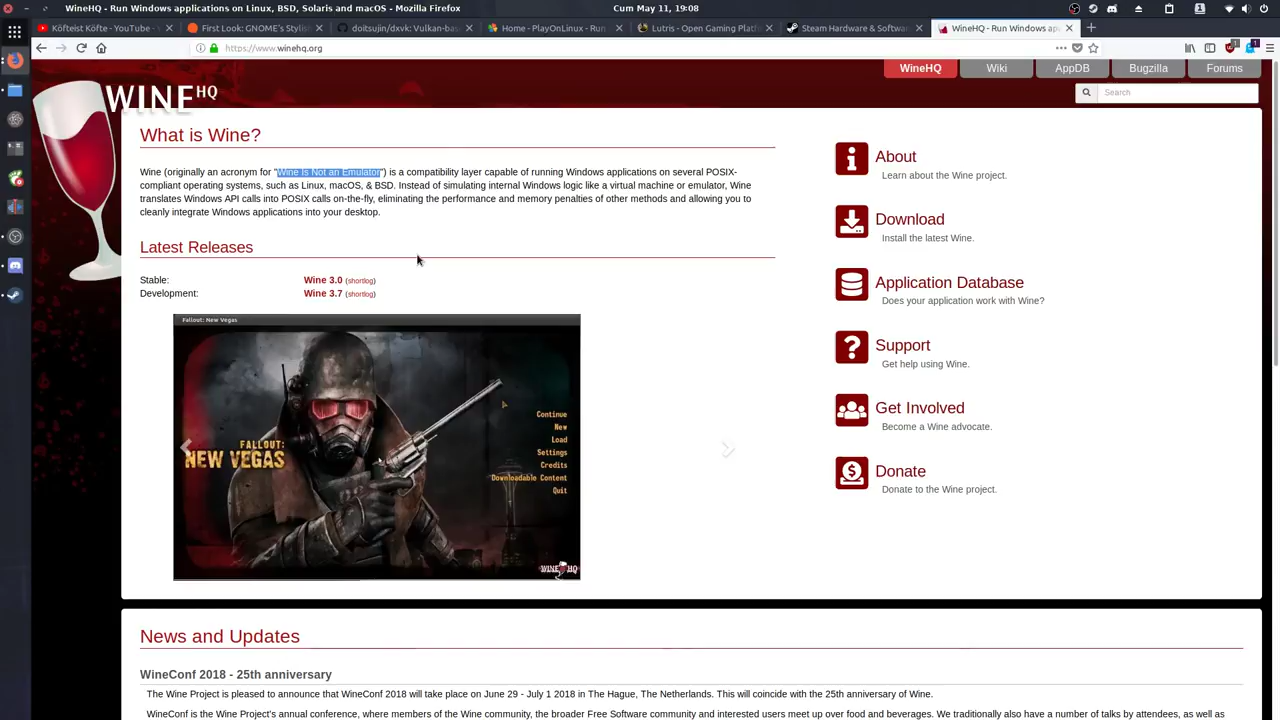 WineHQ - Run Windows applications on Linux, BSD, Solaris and macOS - Mozilla Firefox
Cum May 11, 19:08
Köfteist Köfte - YouTube -
First Look: GNOME's Stylis
doitsujin/dxvk: Vulkan-bas
Home - PlayOnLinux - Run
Lutris - Open Gaming Platf
Steam Hardware & Softwa
WineHQ - Run Windows ap
https://www.winehq.org
WineHQ
Wiki
AppDB
Bugzilla
Forums
WINE HQ
Search
What is Wine?
Wine (originally an acronym for "Wine Is Not an Emulator") is a compatibility layer capable of running Windows applications on several POSIX-
compliant operating systems, such as Linux, macOS, & BSD. Instead of simulating internal Windows logic like a virtual machine or emulator, Wine
translates Windows API calls into POSIX calls on-the-fly, eliminating the performance and memory penalties of other methods and allowing you to
cleanly integrate Windows applications into your desktop.
Latest Releases
Stable: Wine 3.0 (shortlog)
Development: Wine 3.7 (shortlog)
Fallout: New Vegas
FALLOUT:
NEW VEGAS
Continue
New
Load
Settings
Credits
Downloadable Content
Quit
WINE HQ
About
Learn about the Wine project.
Download
Install the latest Wine.
Application Database
Does your application work with Wine?
Support
Get help using Wine.
Get Involved
Become a Wine advocate.
Donate
Donate to the Wine project.
News and Updates
WineConf 2018 - 25th anniversary
The Wine Project is pleased to announce that WineConf 2018 will take place on June 29 - July 1 2018 in The Hague, The Netherlands. This will coincide with the 25th anniversary of Wine.
WineConf is the Wine Project's annual conference, where members of the Wine community, the broader Free Software community and interested users meet up over food and beverages. We traditionally also have a number of talks by attendees, as well as